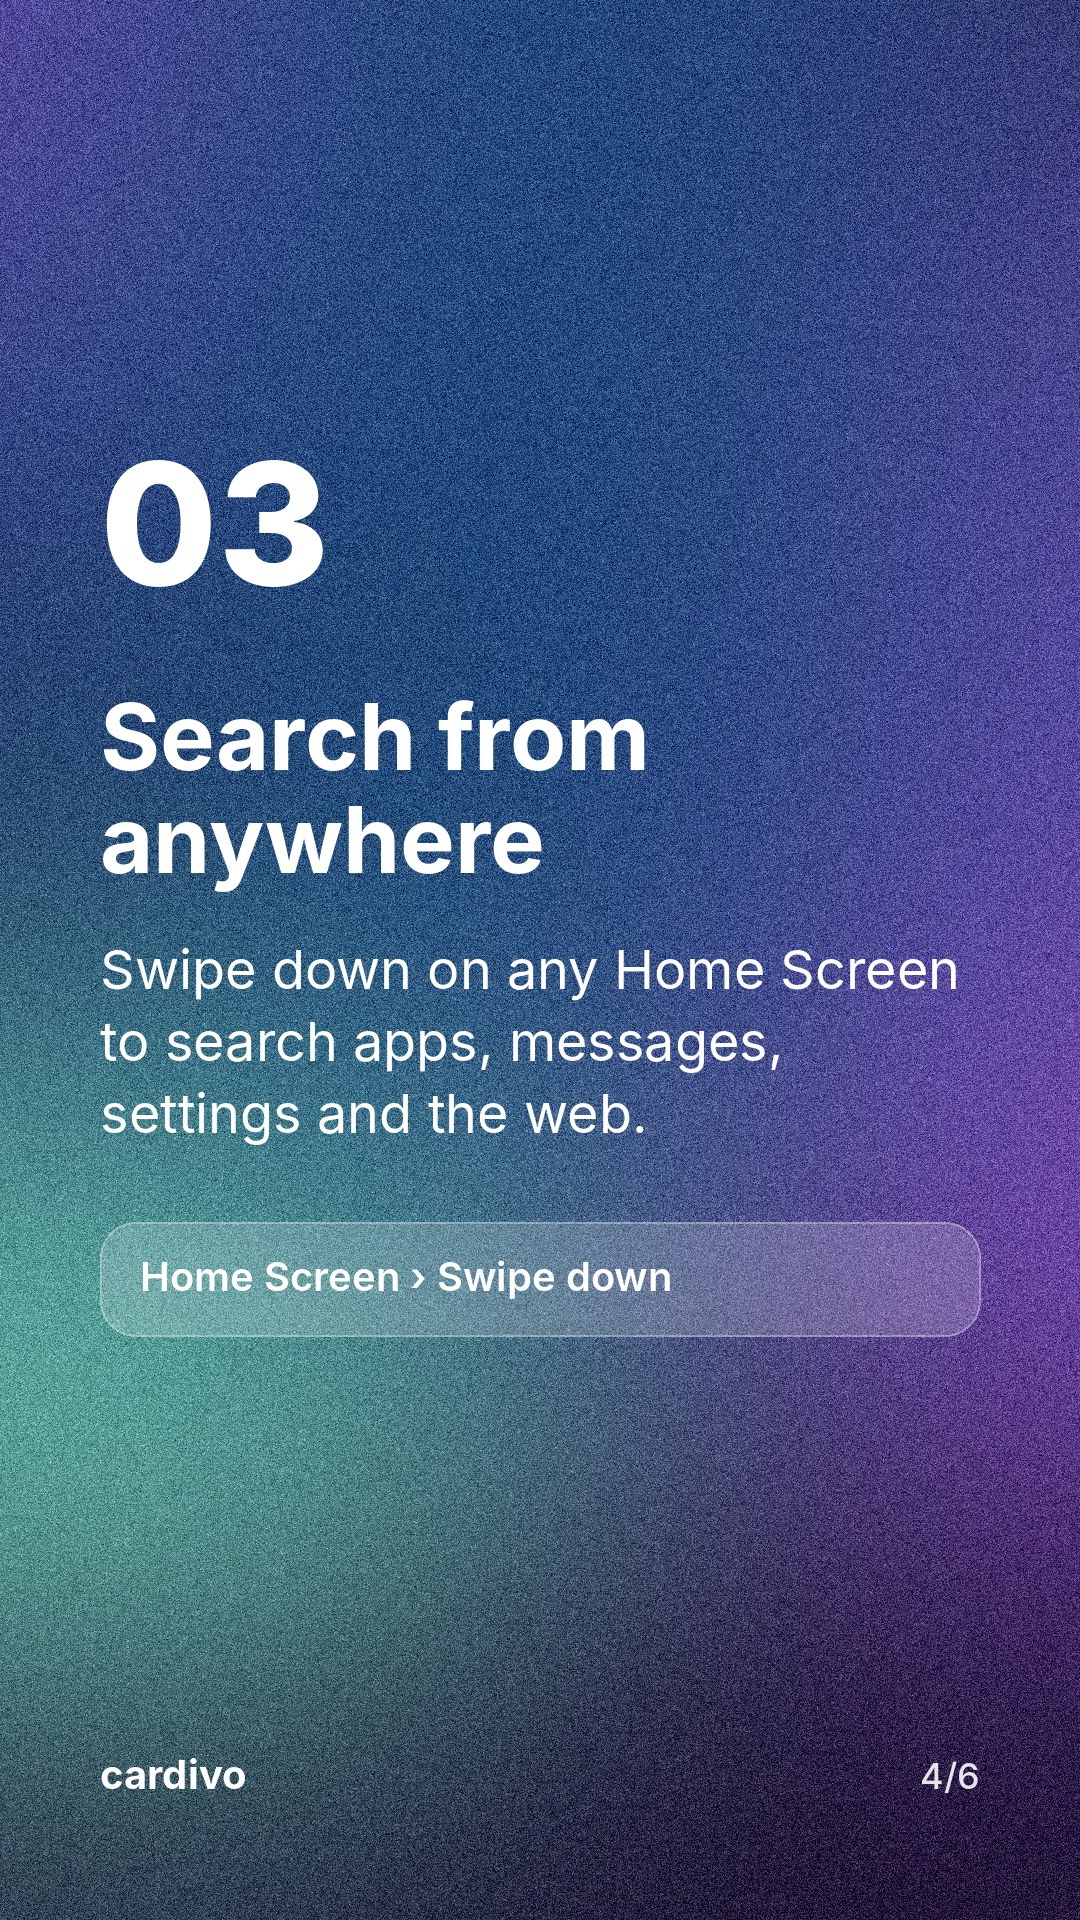 03
Search from
anywhere
Swipe down on any Home Screen
to search apps, messages,
settings and the web.
Home Screen › Swipe down
cardivo
4/6